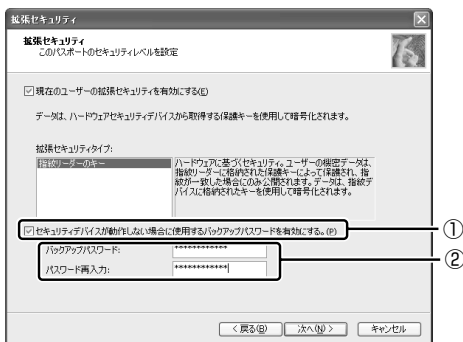 拡張セキュリティ
拡張セキュリティ
このパスポートのセキュリティレベルを設定
現在のユーザーの拡張セキュリティを有効にする(E)
データは、ハードウェアセキュリティデバイスから取得する保護キーを使用して暗号化されます。
拡張セキュリティタイプ:
指紋リーダーのキー
ハードウェアに基づくセキュリティ。ユーザーの機密データは、
指紋リーダーに格納された保護キーによって保護され、指
紋が一致した場合にのみ公開されます。データは、指紋デ
バイスに格納されたキーを使用して暗号化されます。
セキュリティデバイスが動作しない場合に使用するバックアップパスワードを有効にする。(P)
①
バックアップパスワード: ************
②
パスワード再入力: ************
< 戻る(B) 次へ(N) > キャンセル